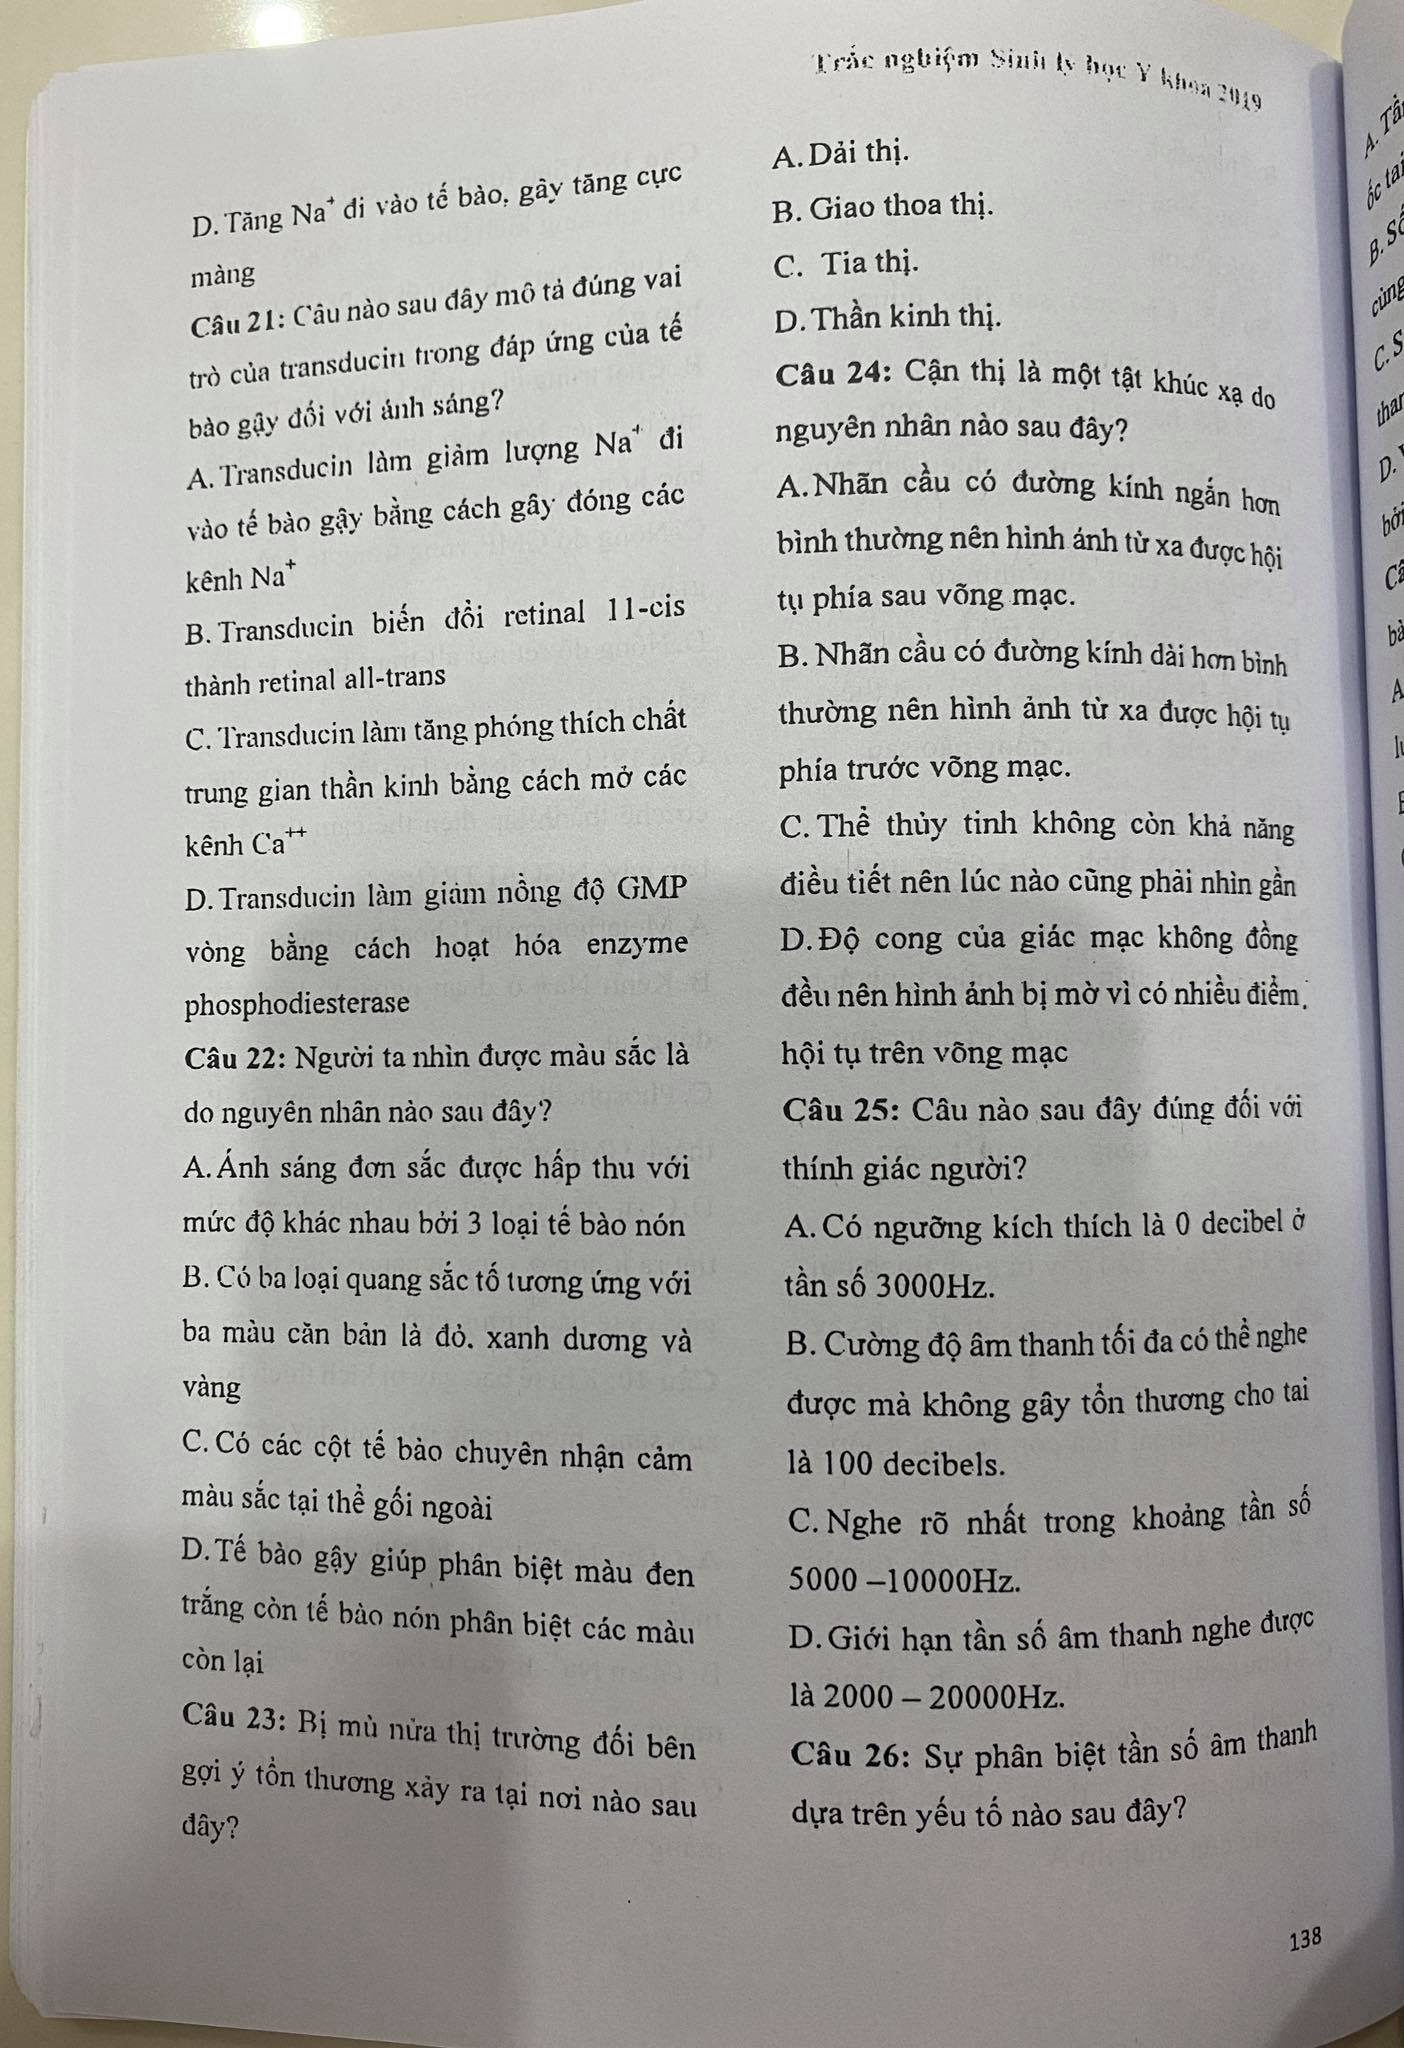 Trắc nghiệm Sinh lý học Y khoa 2019
D. Tăng Na⁺ đi vào tế bào, gây tăng cực
màng
Câu 21: Câu nào sau đây mô tả đúng vai
trò của transducin trong đáp ứng của tế
bào gậy đối với ánh sáng?
A. Transducin làm giảm lượng Na⁺ đi
vào tế bào gậy bằng cách gây đóng các
kênh Na⁺
B. Transducin biến đổi retinal 11-cis
thành retinal all-trans
C. Transducin làm tăng phóng thích chất
trung gian thần kinh bằng cách mở các
kênh Ca⁺⁺
D. Transducin làm giảm nồng độ GMP
vòng bằng cách hoạt hóa enzyme
phosphodiesterase
Câu 22: Người ta nhìn được màu sắc là
do nguyên nhân nào sau đây?
A. Ánh sáng đơn sắc được hấp thu với
mức độ khác nhau bởi 3 loại tế bào nón
B. Có ba loại quang sắc tố tương ứng với
ba màu căn bản là đỏ, xanh dương và
vàng
C. Có các cột tế bào chuyên nhận cảm
màu sắc tại thể gối ngoài
D. Tế bào gậy giúp phân biệt màu đen
trắng còn tế bào nón phân biệt các màu
còn lại
Câu 23: Bị mù nửa thị trường đối bên
gợi ý tổn thương xảy ra tại nơi nào sau
đây?
A. Dải thị.
B. Giao thoa thị.
C. Tia thị.
D. Thần kinh thị.
Câu 24: Cận thị là một tật khúc xạ do
nguyên nhân nào sau đây?
A. Nhãn cầu có đường kính ngắn hơn
bình thường nên hình ảnh từ xa được hội
tụ phía sau võng mạc.
B. Nhãn cầu có đường kính dài hơn bình
thường nên hình ảnh từ xa được hội tụ
phía trước võng mạc.
C. Thể thủy tinh không còn khả năng
điều tiết nên lúc nào cũng phải nhìn gần
D. Độ cong của giác mạc không đồng
đều nên hình ảnh bị mờ vì có nhiều điểm
hội tụ trên võng mạc
Câu 25: Câu nào sau đây đúng đối với
thính giác người?
A. Có ngưỡng kích thích là 0 decibel ở
tần số 3000Hz.
B. Cường độ âm thanh tối đa có thể nghe
được mà không gây tổn thương cho tai
là 100 decibels.
C. Nghe rõ nhất trong khoảng tần số
5000 –10000Hz.
D. Giới hạn tần số âm thanh nghe được
là 2000 – 20000Hz.
Câu 26: Sự phân biệt tần số âm thanh
dựa trên yếu tố nào sau đây?
138
ốc tai
cùng